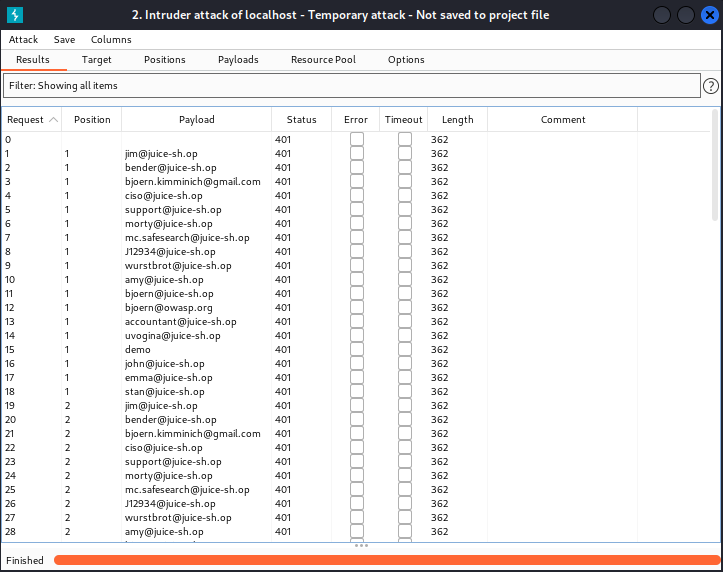 2. Intruder attack of localhost - Temporary attack - Not saved to project file
Attack Save Columns
Results Target Positions Payloads Resource Pool Options
Filter: Showing all items ?
Request Position Payload Status Error Timeout Length Comment
0 401 362
1 1 jim@juice-sh.op 401 362
2 1 bender@juice-sh.op 401 362
3 1 bjoern.kimminich@gmail.com 401 362
4 1 ciso@juice-sh.op 401 362
5 1 support@juice-sh.op 401 362
6 1 morty@juice-sh.op 401 362
7 1 mc.safesearch@juice-sh.op 401 362
8 1 J12934@juice-sh.op 401 362
9 1 wurstbrot@juice-sh.op 401 362
10 1 amy@juice-sh.op 401 362
11 1 bjoern@juice-sh.op 401 362
12 1 bjoern@owasp.org 401 362
13 1 accountant@juice-sh.op 401 362
14 1 uvogina@juice-sh.op 401 362
15 1 demo 401 362
16 1 john@juice-sh.op 401 362
17 1 emma@juice-sh.op 401 362
18 1 stan@juice-sh.op 401 362
19 2 jim@juice-sh.op 401 362
20 2 bender@juice-sh.op 401 362
21 2 bjoern.kimminich@gmail.com 401 362
22 2 ciso@juice-sh.op 401 362
23 2 support@juice-sh.op 401 362
24 2 morty@juice-sh.op 401 362
25 2 mc.safesearch@juice-sh.op 401 362
26 2 J12934@juice-sh.op 401 362
27 2 wurstbrot@juice-sh.op 401 362
28 2 amy@juice-sh.op 401 362
Finished